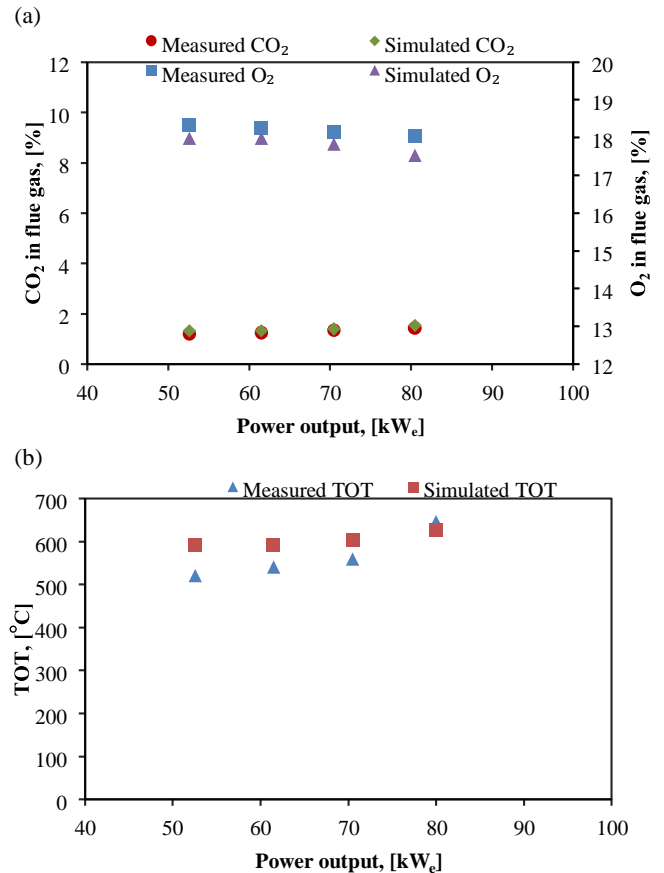 (a)
Measured CO₂
Simulated CO₂
Measured O₂
Simulated O₂
12
10
8
6
4
2
0
CO₂ in flue gas, [%]
20
19
18
17
16
15
14
13
12
O₂ in flue gas, [%]
40 50 60 70 80 90 100
Power output, [kWₑ]
(b)
Measured TOT
Simulated TOT
700
600
500
400
300
200
100
0
TOT, [°C]
40 50 60 70 80 90 100
Power output, [kWₑ]